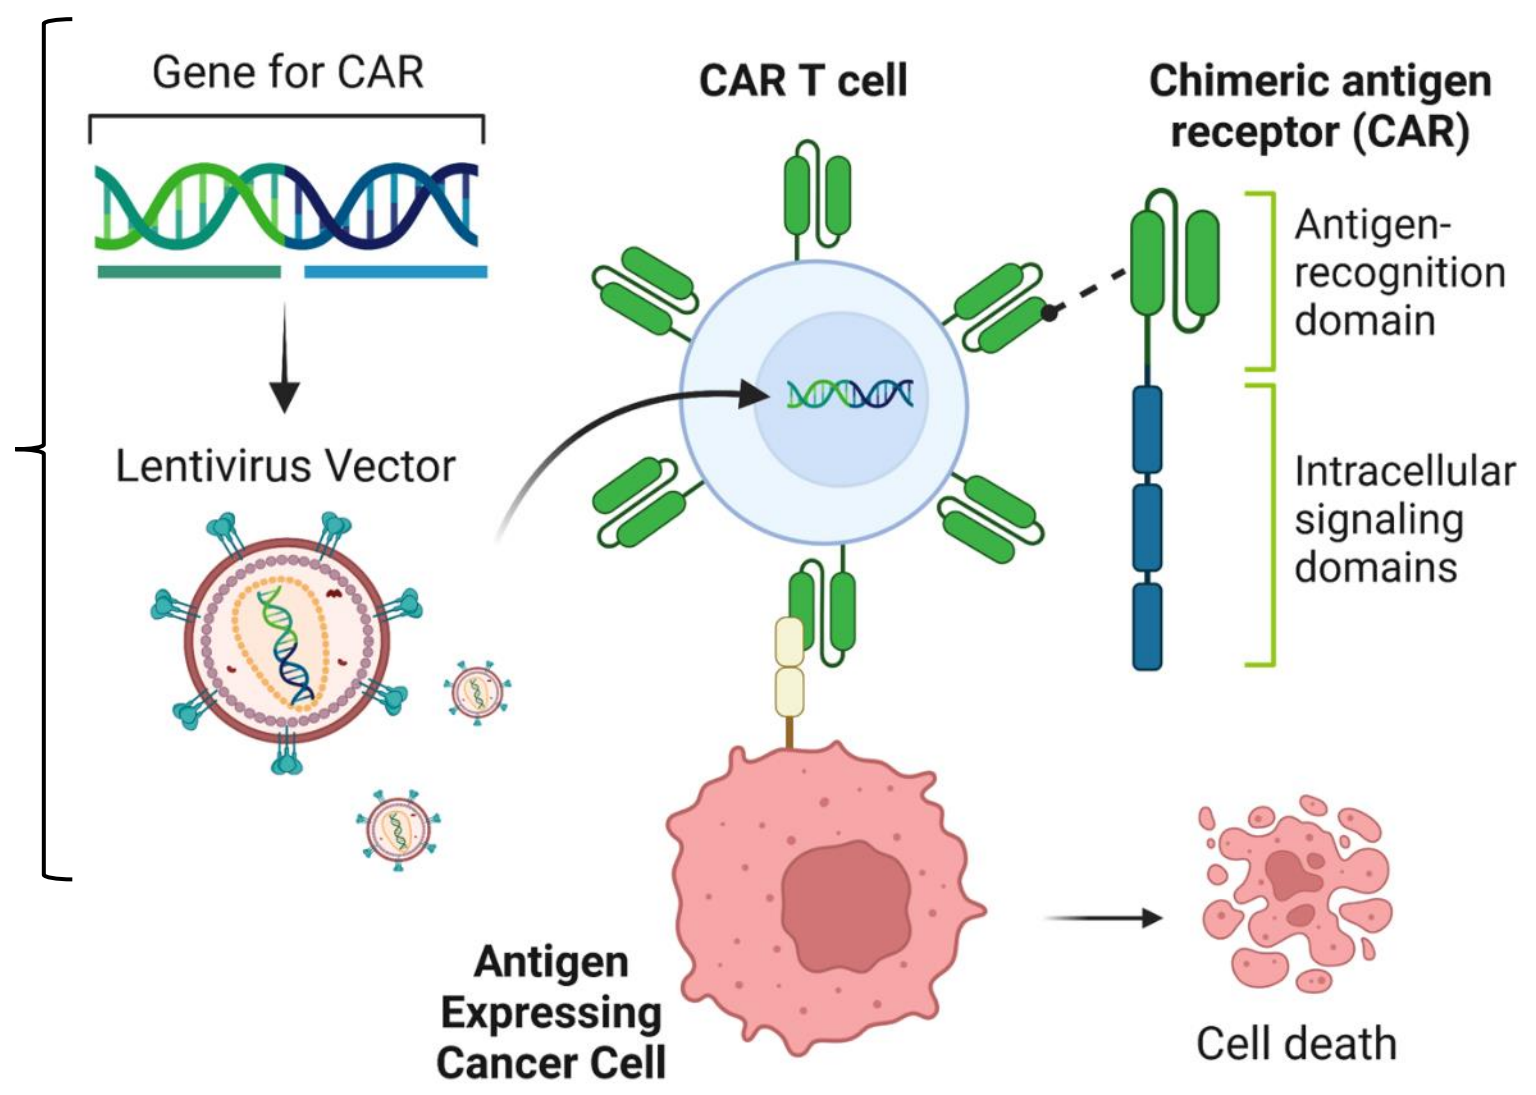 Gene for CAR
Lentivirus Vector
CAR T cell
Chimeric antigen
receptor (CAR)
Antigen-
recognition
domain
Intracellular
signaling
domains
Antigen
Expressing
Cancer Cell
Cell death